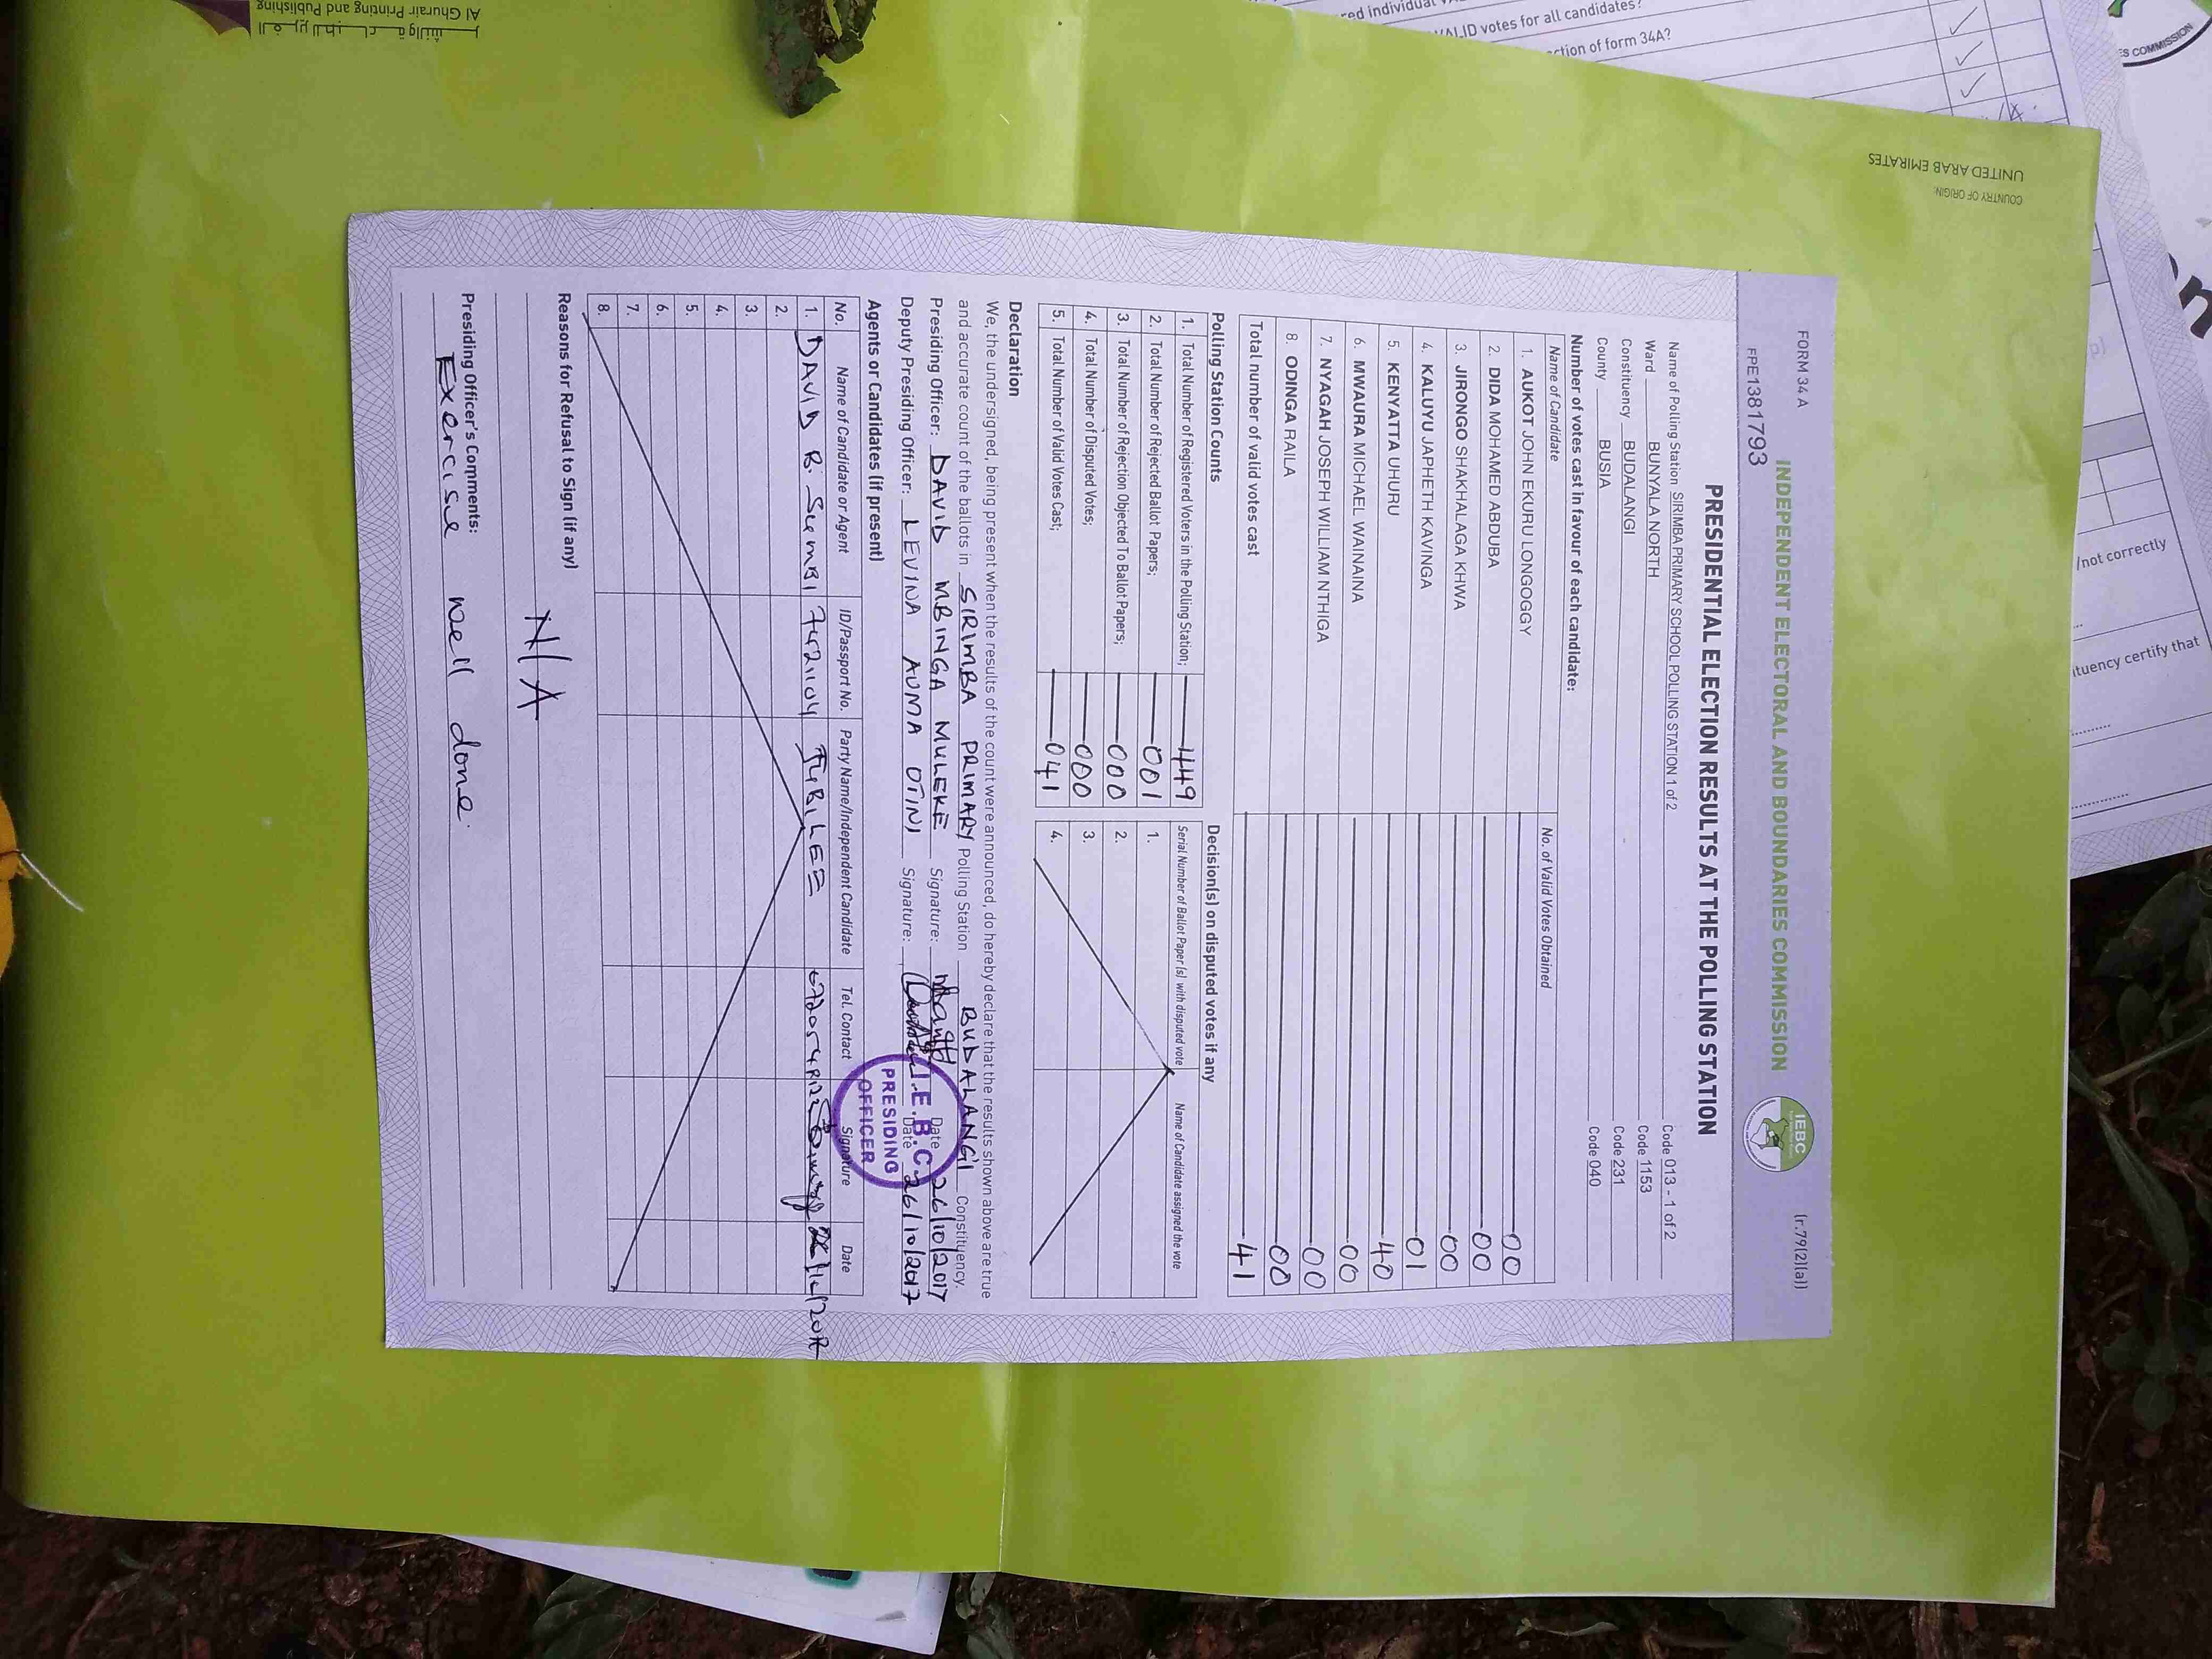 FORM 34 A
(r.79(2)(a))
INDEPENDENT ELECTORAL AND BOUNDARIES COMMISSION
IEBC
FPE1381793
PRESIDENTIAL ELECTION RESULTS AT THE POLLING STATION
Name of Polling Station SIRIMBA PRIMARY SCHOOL POLLING STATION 1 of 2 Code 013 - 1 of 2
Ward BUNYALA NORTH Code 1153
Constituency BUDALANGI Code 231
County BUSIA Code 040
Number of votes cast in favour of each candidate:
Name of Candidate No. of Valid Votes Obtained
1. AUKOT JOHN EKURU LONGOGGY 00
2. DIDA MOHAMED ABDUBA 00
3. JIRONGO SHAKHALAGA KHWA 00
4. KALUYU JAPHETH KAVINGA 01
5. KENYATTA UHURU 40
6. MWAURA MICHAEL WAINAINA 00
7. NYAGAH JOSEPH WILLIAM NTHIGA 00
8. ODINGA RAILA 00
Total number of valid votes cast 41
Polling Station Counts
1. Total Number of Registered Voters in the Polling Station; 449
2. Total Number of Rejected Ballot Papers; 001
3. Total Number of Rejection Objected To Ballot Papers; 000
4. Total Number of Disputed Votes; 000
5. Total Number of Valid Votes Cast; 041
Decision(s) on disputed votes if any
Serial Number of Ballot Paper (s) with disputed vote Name of Candidate assigned the vote
1.
2.
3.
4.
Declaration
We, the undersigned, being present when the results of the count were announced, do hereby declare that the results shown above are true
and accurate count of the ballots in SIRIMBA PRIMARY Polling Station BUDALANGI Constituency.
Presiding Officer: DAVID MBINGA MULEKE Signature: Date 26/10/2017
Deputy Presiding Officer: LEVINA AUMA OTINI Signature: Date 26/10/2017
I.E.B.C.
PRESIDING
OFFICER
Agents or Candidates (if present)
No. Name of Candidate or Agent ID/Passport No. Party Name/Independent Candidate Tel. Contact Signature Date
1. DAVID B. SUMBI 7421104 JUBILEE
2.
3.
4.
5.
6.
7.
8.
Reasons for Refusal to Sign (if any)
N/A
Presiding Officer's Comments:
Exercise well done.
COUNTRY OF ORIGIN:
UNITED ARAB EMIRATES
Al Ghurair Printing and Publishing
VALID votes for all candidates?
ction of form 34A?
/not correctly
ituency certify that
ES COMMISSION